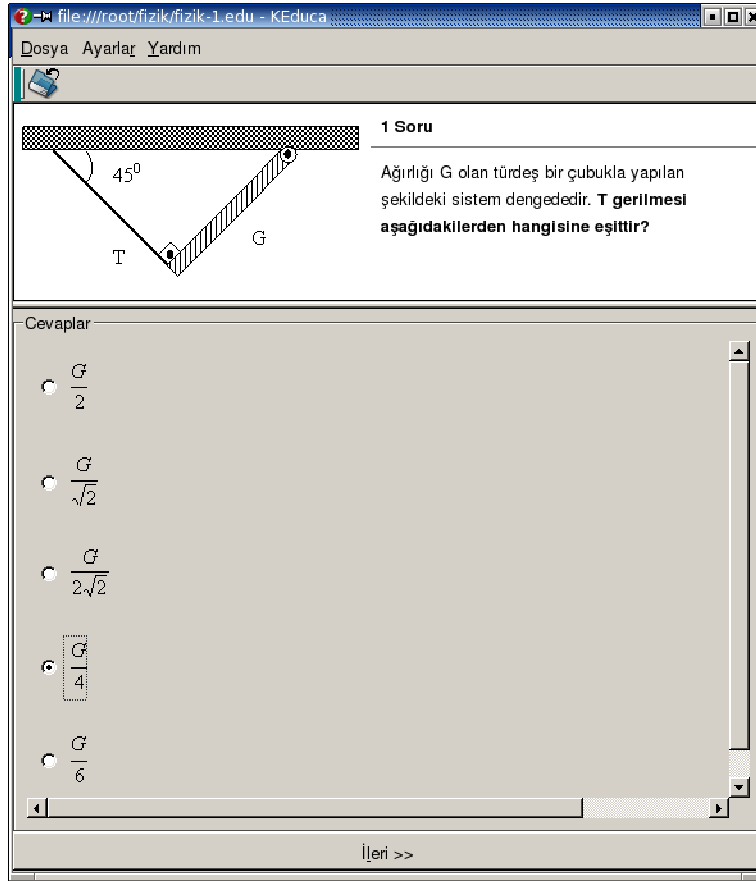 file:///root/fizik/fizik-1.edu - KEduca
Dosya Ayarlar Yardım
1 Soru
45⁰
T
G
Ağırlığı G olan türdeş bir çubukla yapılan
şekildeki sistem dengededir. T gerilmesi
aşağıdakilerden hangisine eşittir?
Cevaplar
G/2
G/√2
G/2√2
G/4
G/6
İleri >>